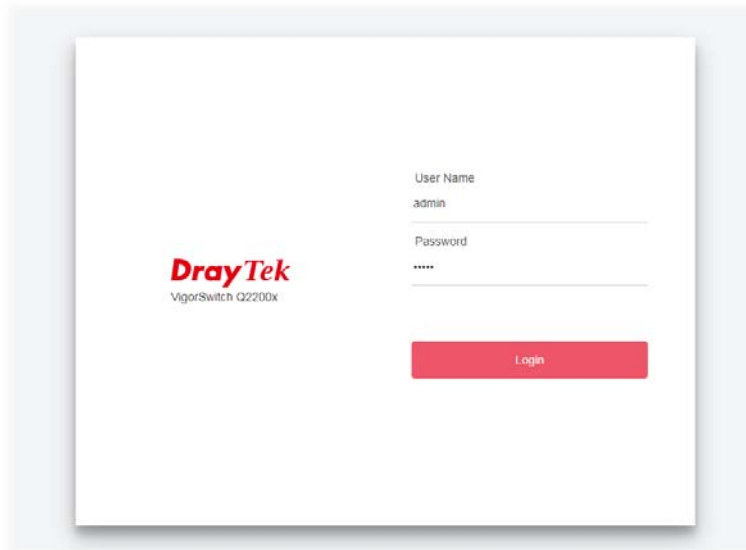 DrayTek
VigorSwitch Q2200x
User Name
admin
Password
•••••
Login